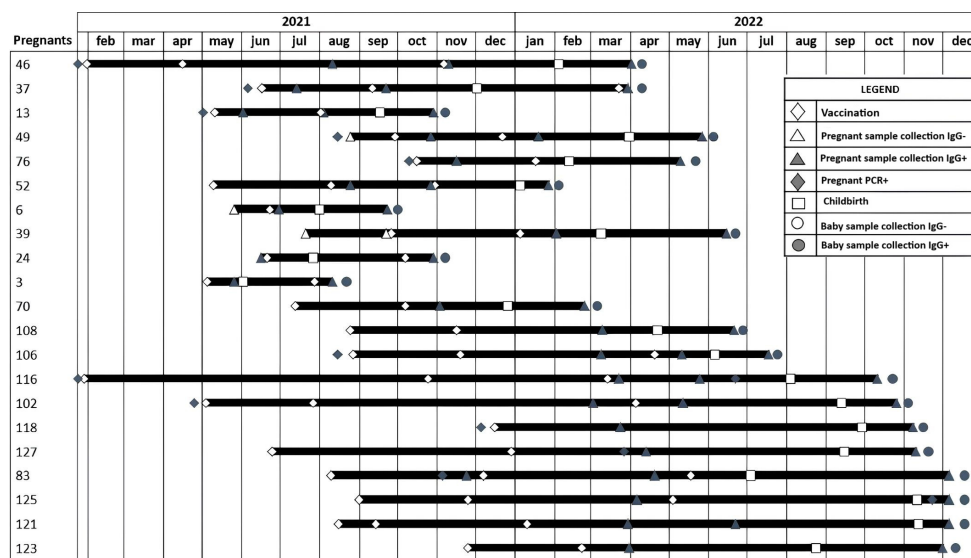 2021 2022
Pregnants feb mar apr may jun jul aug sep oct nov dec jan feb mar apr may jun jul aug sep oct nov dec
46
37
13
49
76
52
6
39
24
3
70
108
106
116
102
118
127
83
125
121
123
LEGEND
Vaccination
Pregnant sample collection IgG-
Pregnant sample collection IgG+
Pregnant PCR+
Childbirth
Baby sample collection IgG-
Baby sample collection IgG+